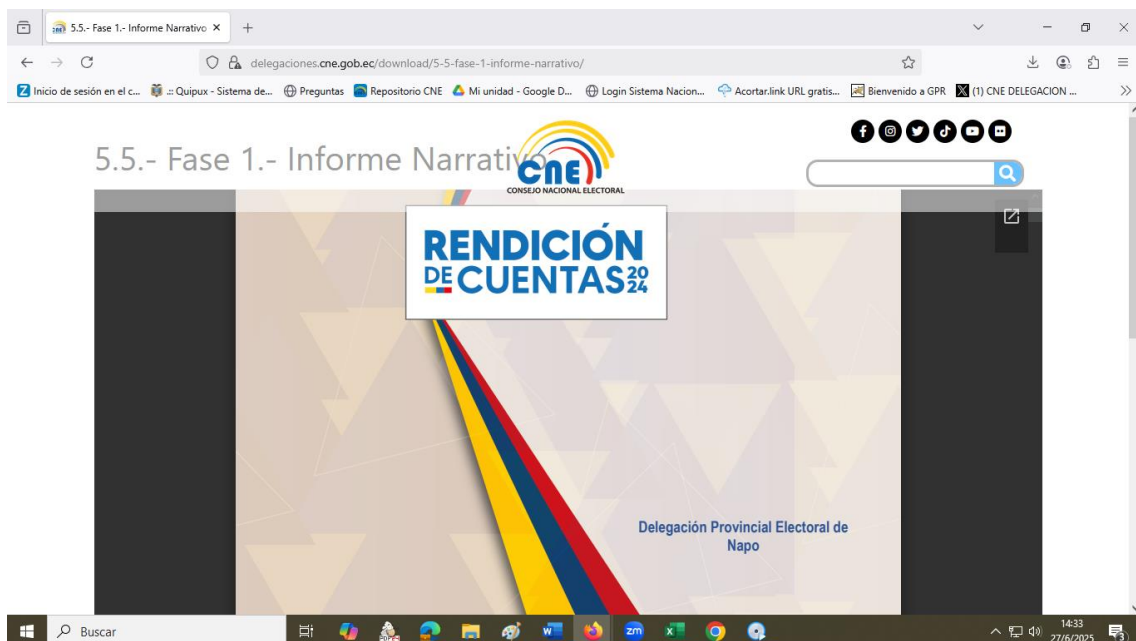 5.5.- Fase 1.- Informe Narrativo
delegaciones.cne.gob.ec/download/5-5-fase-1-informe-narrativo/
Inicio de sesión en el c...
.:: Quipux - Sistema de...
Preguntas
Repositorio CNE
Mi unidad - Google D...
Login Sistema Nacion...
Acortar.link URL gratis...
Bienvenido a GPR
(1) CNE DELEGACION ...
5.5.- Fase 1.- Informe Narrativo
CNE
CONSEJO NACIONAL ELECTORAL
RENDICIÓN
DE CUENTAS 2024
Delegación Provincial Electoral de
Napo
Buscar
14:33
27/6/2025